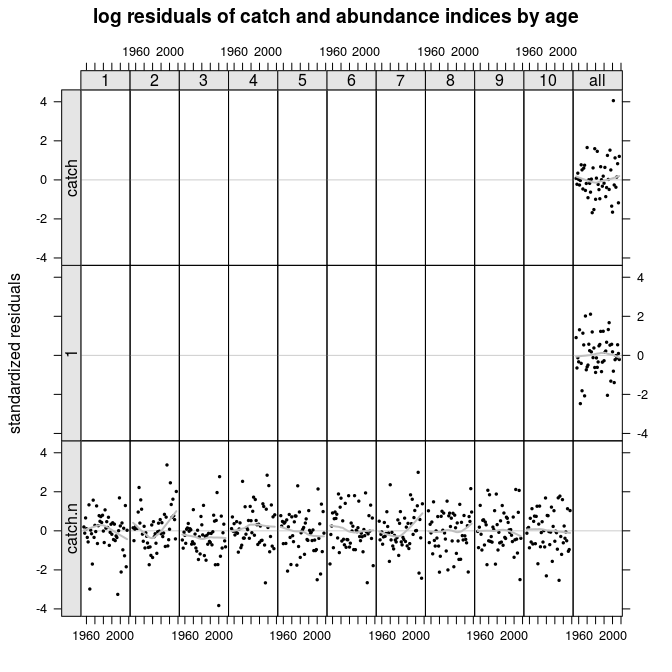 log residuals of catch and abundance indices by age
1960 2000 1960 2000 1960 2000 1960 2000 1960 2000
1 2 3 4 5 6 7 8 9 10 all
4
2
0
-2
-4
catch
4
2
0
-2
-4
1
standardized residuals
4
2
0
-2
-4
catch.n
1960 2000 1960 2000 1960 2000 1960 2000 1960 2000 1960 2000